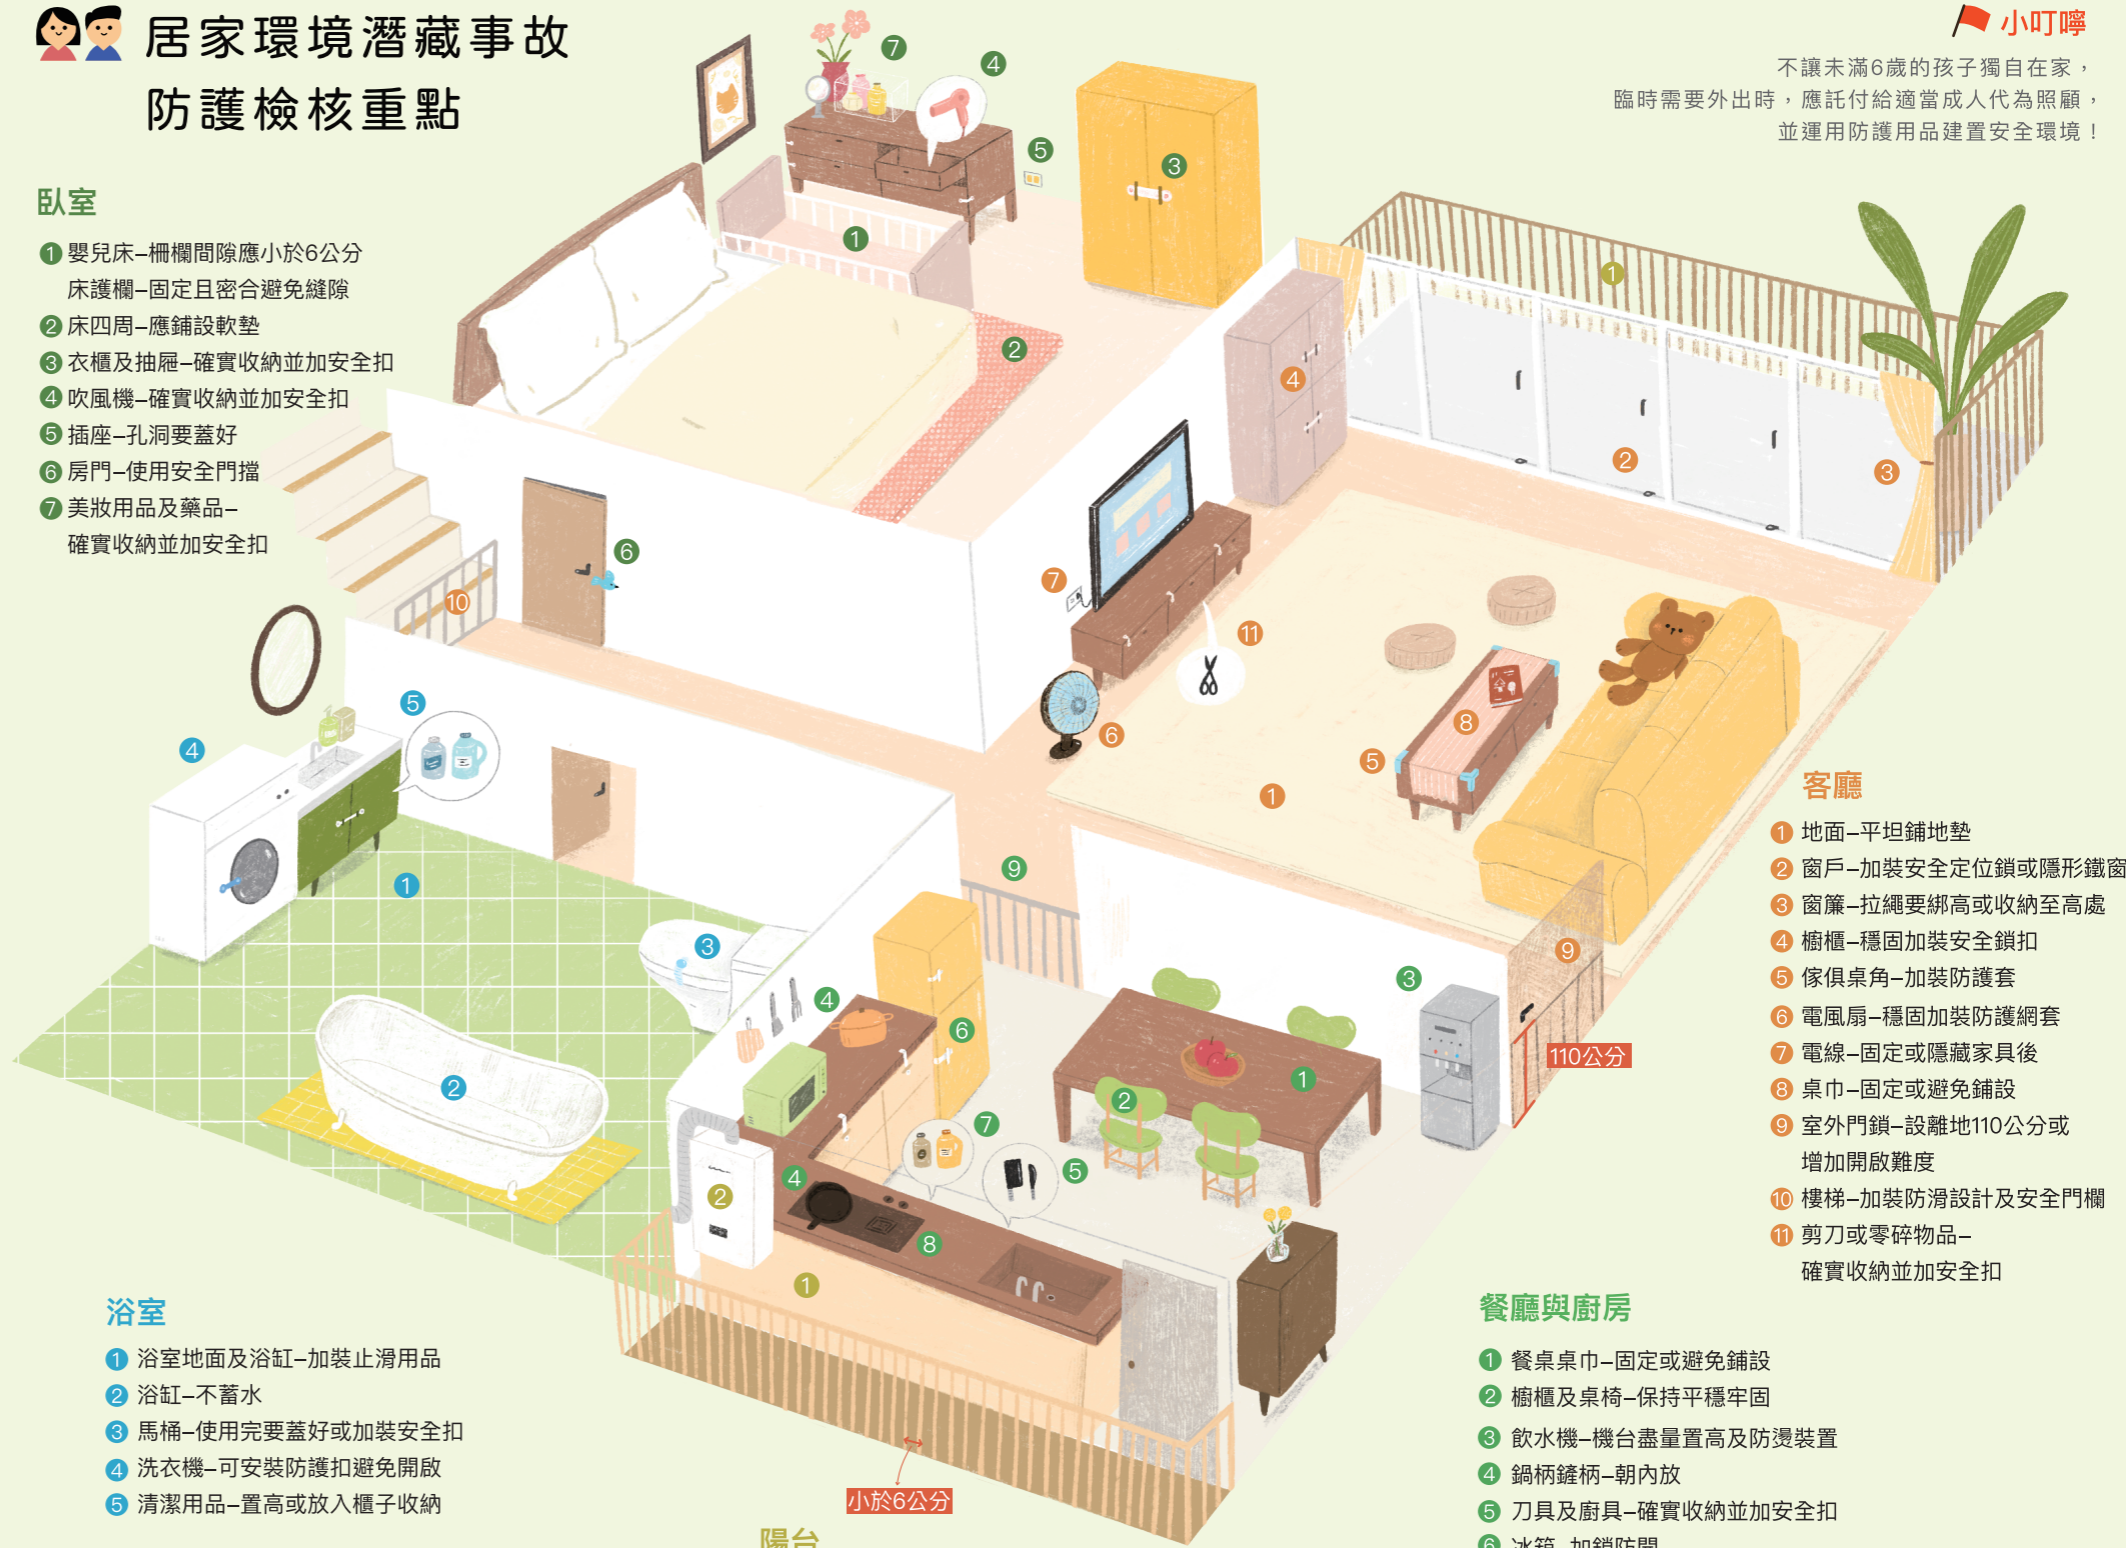 居家環境潛藏事故
防護檢核重點
小叮嚀
不讓未滿6歲的孩子獨自在家，
臨時需要外出時，應託付給適當成人代為照顧，
並運用防護用品建置安全環境！
臥室
1 嬰兒床–柵欄間隙應小於6公分
床護欄–固定且密合避免縫隙
2 床四周–應鋪設軟墊
3 衣櫃及抽屜–確實收納並加安全扣
4 吹風機–確實收納並加安全扣
5 插座–孔洞要蓋好
6 房門–使用安全門擋
7 美妝用品及藥品–
確實收納並加安全扣
客廳
1 地面–平坦鋪地墊
2 窗戶–加裝安全定位鎖或隱形鐵窗
3 窗簾–拉繩要綁高或收納至高處
4 櫥櫃–穩固加裝安全鎖扣
5 傢俱桌角–加裝防護套
6 電風扇–穩固加裝防護網套
7 電線–固定或隱藏家具後
8 桌巾–固定或避免鋪設
9 室外門鎖–設離地110公分或
增加開啟難度
10 樓梯–加裝防滑設計及安全門欄
11 剪刀或零碎物品–
確實收納並加安全扣
110公分
浴室
1 浴室地面及浴缸–加裝止滑用品
2 浴缸–不蓄水
3 馬桶–使用完要蓋好或加裝安全扣
4 洗衣機–可安裝防護扣避免開啟
5 清潔用品–置高或放入櫃子收納
小於6公分
陽台
餐廳與廚房
1 餐桌桌巾–固定或避免鋪設
2 櫥櫃及桌椅–保持平穩牢固
3 飲水機–機台盡量置高及防燙裝置
4 鍋柄鏟柄–朝內放
5 刀具及廚具–確實收納並加安全扣
6 冰箱–加鎖防開